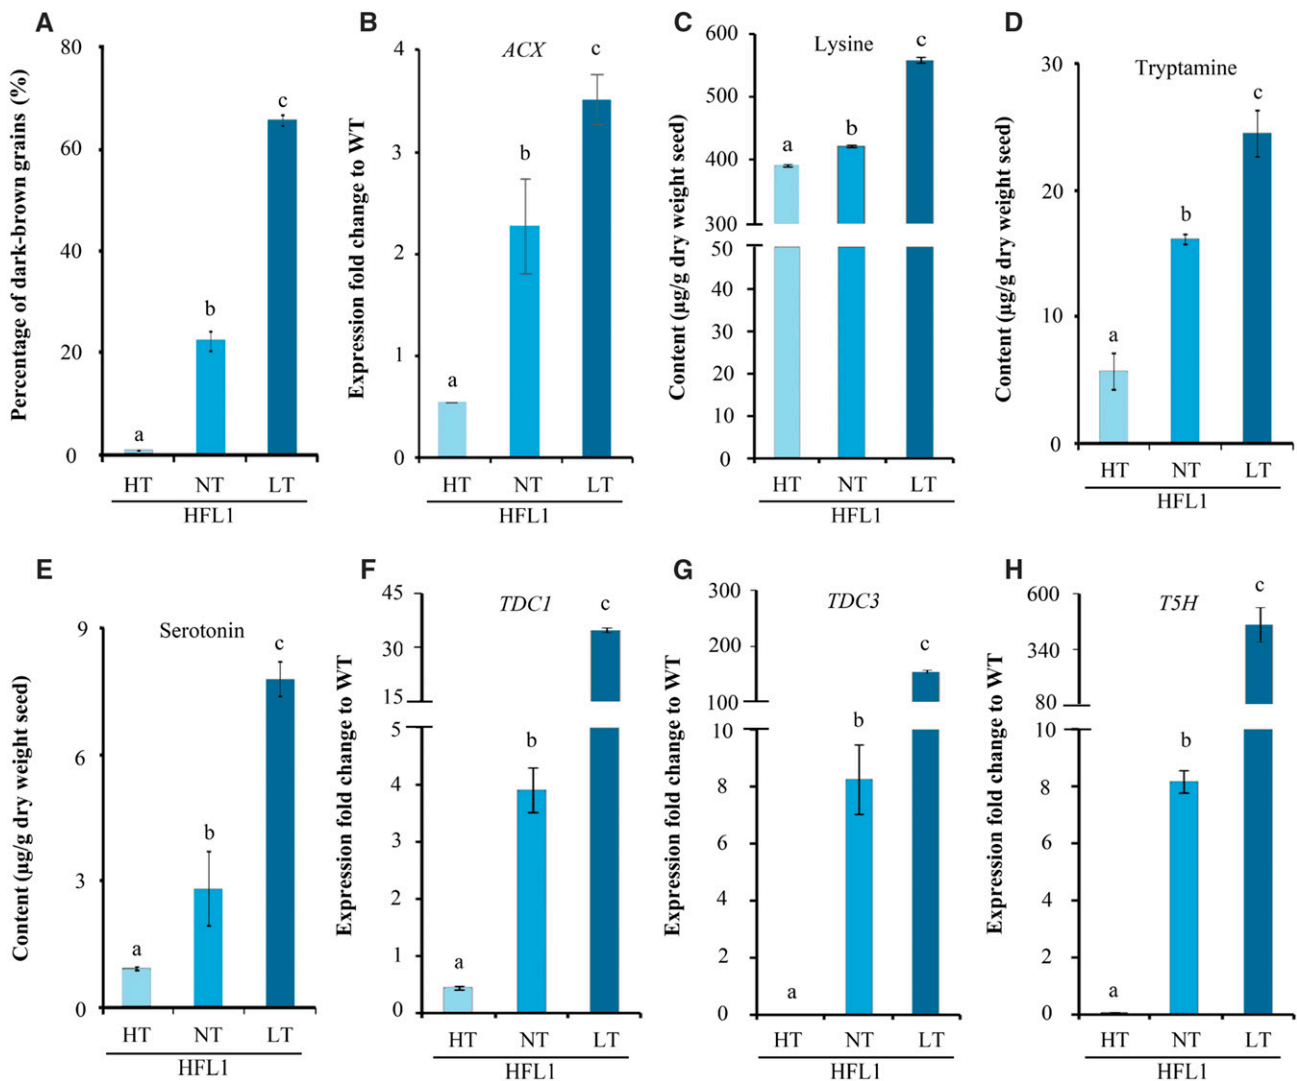 A
Percentage of dark-brown grains (%)
80
60
40
20
0
a
b
c
HT NT LT
HFL1
B
ACX
Expression fold change to WT
4
3
2
1
0
a
b
c
HT NT LT
HFL1
C
Lysine
Content (µg/g dry weight seed)
600
500
400
300
50
40
30
20
10
0
a
b
c
HT NT LT
HFL1
D
Tryptamine
Content (µg/g dry weight seed)
30
20
10
0
a
b
c
HT NT LT
HFL1
E
Serotonin
Content (µg/g dry weight seed)
9
6
3
0
a
b
c
HT NT LT
HFL1
F
TDC1
Expression fold change to WT
45
30
15
5
4
3
2
1
0
a
b
c
HT NT LT
HFL1
G
TDC3
Expression fold change to WT
300
200
100
10
8
6
4
2
0
a
b
c
HT NT LT
HFL1
H
T5H
Expression fold change to WT
600
340
80
10
8
6
4
2
0
a
b
c
HT NT LT
HFL1